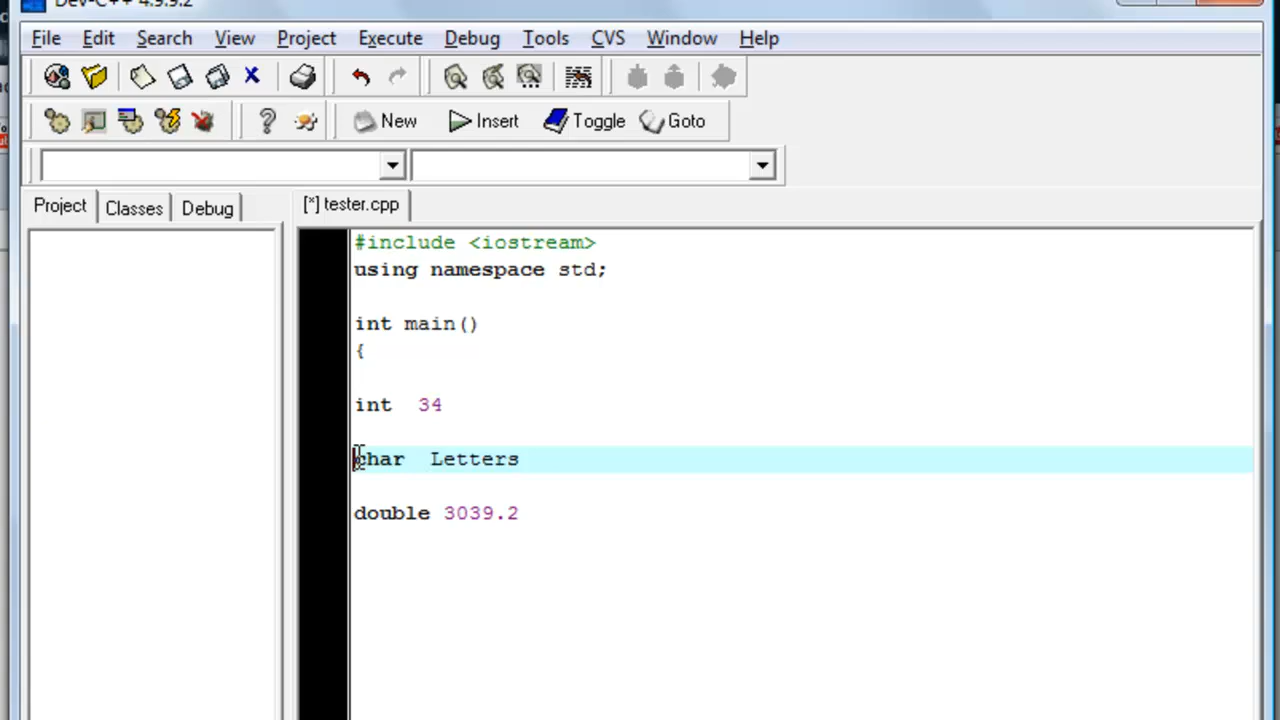 Dev-C++ 4.9.9.2
File Edit Search View Project Execute Debug Tools CVS Window Help
New Insert Toggle Goto
Project Classes Debug
[*] tester.cpp
#include <iostream>
using namespace std;
int main()
{
int 34
char Letters
double 3039.2